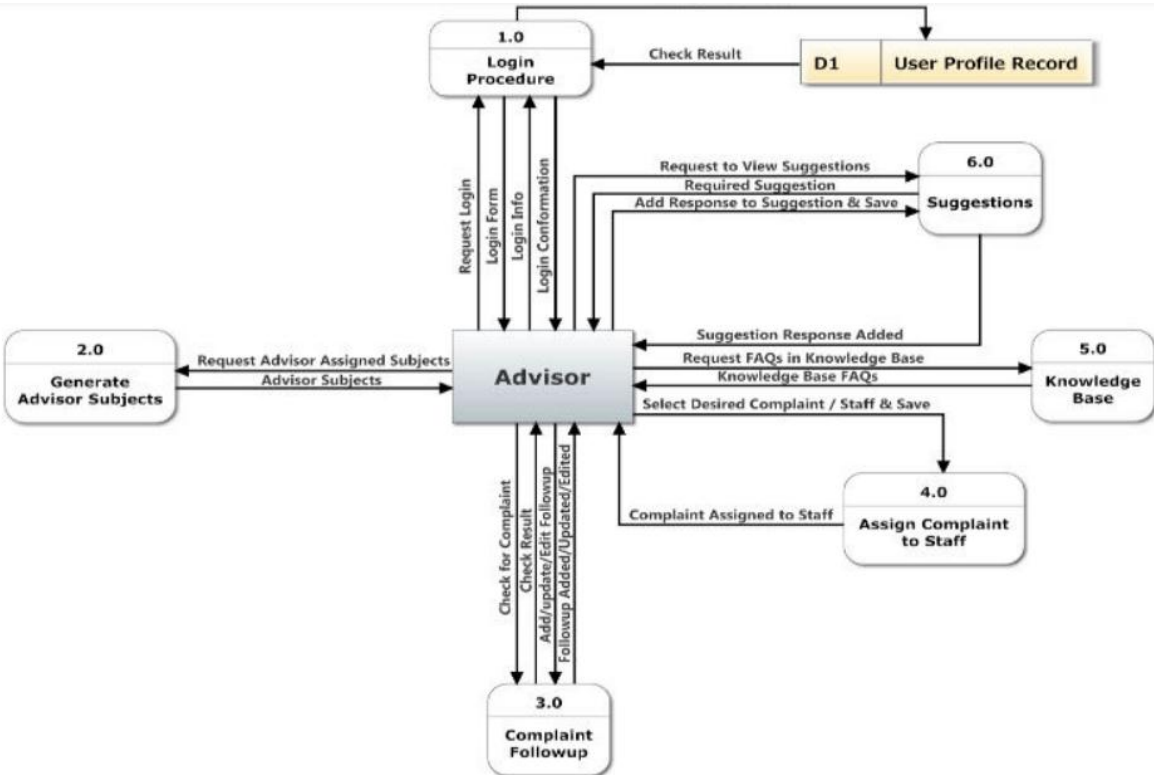 1.0
Login
Procedure
Check Result
D1
User Profile Record
Request Login
Login Form
Login Info
Login Conformation
Request to View Suggestions
Required Suggestion
Add Response to Suggestion & Save
6.0
Suggestions
Suggestion Response Added
2.0
Generate
Advisor Subjects
Request Advisor Assigned Subjects
Advisor Subjects
Advisor
Request FAQs in Knowledge Base
Knowledge Base FAQs
5.0
Knowledge
Base
Select Desired Complaint / Staff & Save
4.0
Assign Complaint
to Staff
Complaint Assigned to Staff
Check for Complaint
Check Result
Add/update/Edit Followup
Followup Added/Updated/Edited
3.0
Complaint
Followup